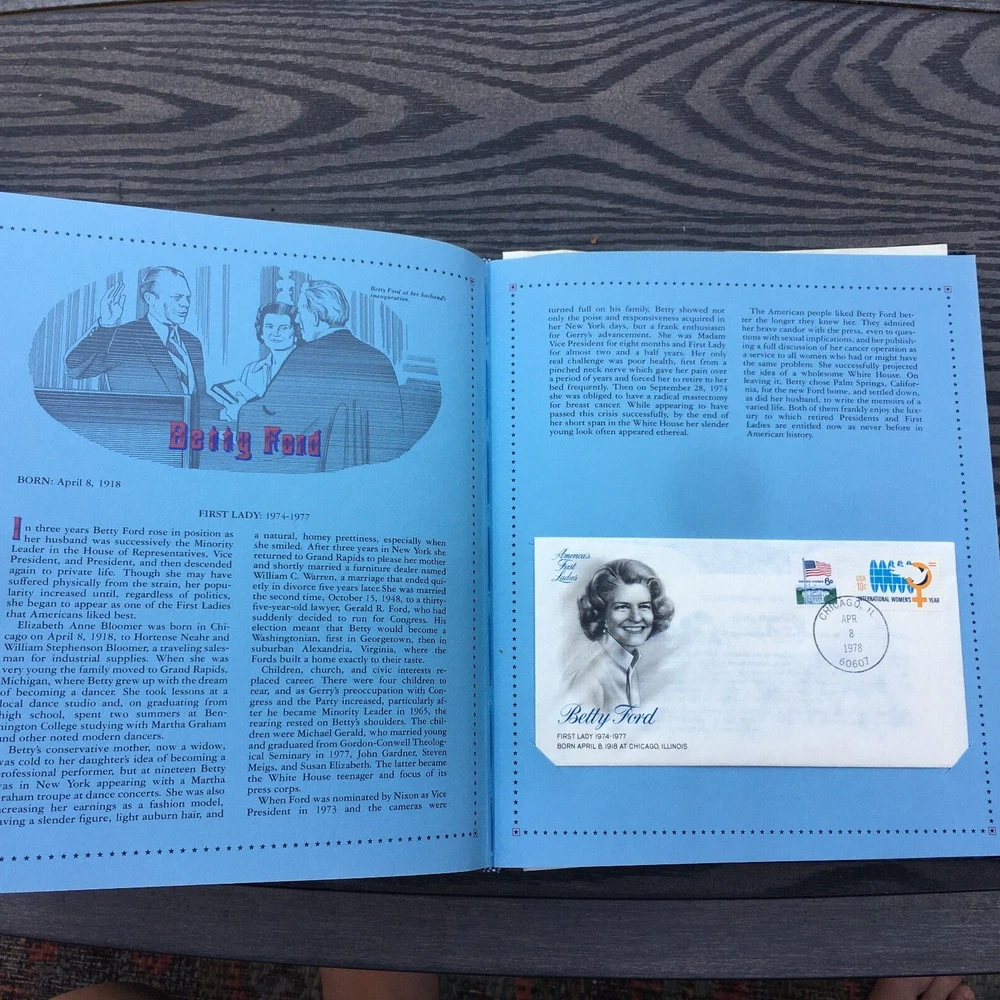 Betty Ford at her husband's
inauguration.
Betty Ford
BORN: April 8, 1918
FIRST LADY: 1974-1977
In three years Betty Ford rose in position as
her husband was successively the Minority
Leader in the House of Representatives, Vice
President, and President, and then descended
again to private life. Though she may have
suffered physically from the strain, her popu-
larity increased until, regardless of politics,
she began to appear as one of the First Ladies
that Americans liked best.
Elizabeth Anne Bloomer was born in Chi-
cago on April 8, 1918, to Hortense Neahr and
William Stephenson Bloomer, a traveling sales-
man for industrial supplies. When she was
very young the family moved to Grand Rapids,
Michigan, where Betty grew up with the dream
of becoming a dancer. She took lessons at a
local dance studio and, on graduating from
high school, spent two summers at Ben-
nington College studying with Martha Graham
and other noted modern dancers.
Betty's conservative mother, now a widow,
was cold to her daughter's idea of becoming a
professional performer, but at nineteen Betty
was in New York appearing with a Martha
Graham troupe at dance concerts. She was also
increasing her earnings as a fashion model,
having a slender figure, light auburn hair, and
a natural, homey prettiness, especially when
she smiled. After three years in New York she
returned to Grand Rapids to please her mother
and shortly married a furniture dealer named
William C. Warren, a marriage that ended qui-
etly in divorce five years later. She was married
the second time, October 15, 1948, to a thirty-
five-year-old lawyer, Gerald R. Ford, who had
suddenly decided to run for Congress. His
election meant that Betty would become a
Washingtonian, first in Georgetown, then in
suburban Alexandria, Virginia, where the
Fords built a home exactly to their taste.
Children, church, and civic interests re-
placed career. There were four children to
rear, and as Gerry's preoccupation with Con-
gress and the Party increased, particularly af-
ter he became Minority Leader in 1965, the
rearing rested on Betty's shoulders. The chil-
dren were Michael Gerald, who married young
and graduated from Gordon-Conwell Theolog-
ical Seminary in 1977, John Gardner, Steven
Meigs, and Susan Elizabeth. The latter became
the White House teenager and focus of its
press corps.
When Ford was nominated by Nixon as Vice
President in 1973 and the cameras were
turned full on his family, Betty showed not
only the poise and responsiveness acquired in
her New York days, but a frank enthusiasm
for Gerry's advancement. She was Madam
Vice President for eight months and First Lady
for almost two and a half years. Her only
real challenge was poor health, first from a
pinched neck nerve which gave her pain over
a period of years and forced her to retire to her
bed frequently. Then on September 28, 1974
she was obliged to have a radical mastectomy
for breast cancer. While appearing to have
passed this crisis successfully, by the end of
her short span in the White House her slender
young look often appeared ethereal.
The American people liked Betty Ford bet-
ter the longer they knew her. They admired
her brave candor with the press, even to ques-
tions with sexual implications, and her publish-
ing a full discussion of her cancer operation as
a service to all women who had or might have
the same problem. She successfully projected
the idea of a wholesome White House. On
leaving it, Betty chose Palm Springs, Califor-
nia, for the new Ford home, and settled down,
as did her husband, to write the memoirs of a
varied life. Both of them frankly enjoy the lux-
ury to which retired Presidents and First
Ladies are entitled now as never before in
American history.
America's
First
Ladies
6c
USA
10c
INTERNATIONAL WOMEN'S YEAR
CHICAGO, IL
APR
8
1978
60607
Betty Ford
FIRST LADY 1974-1977
BORN APRIL 8, 1918 AT CHICAGO, ILLINOIS